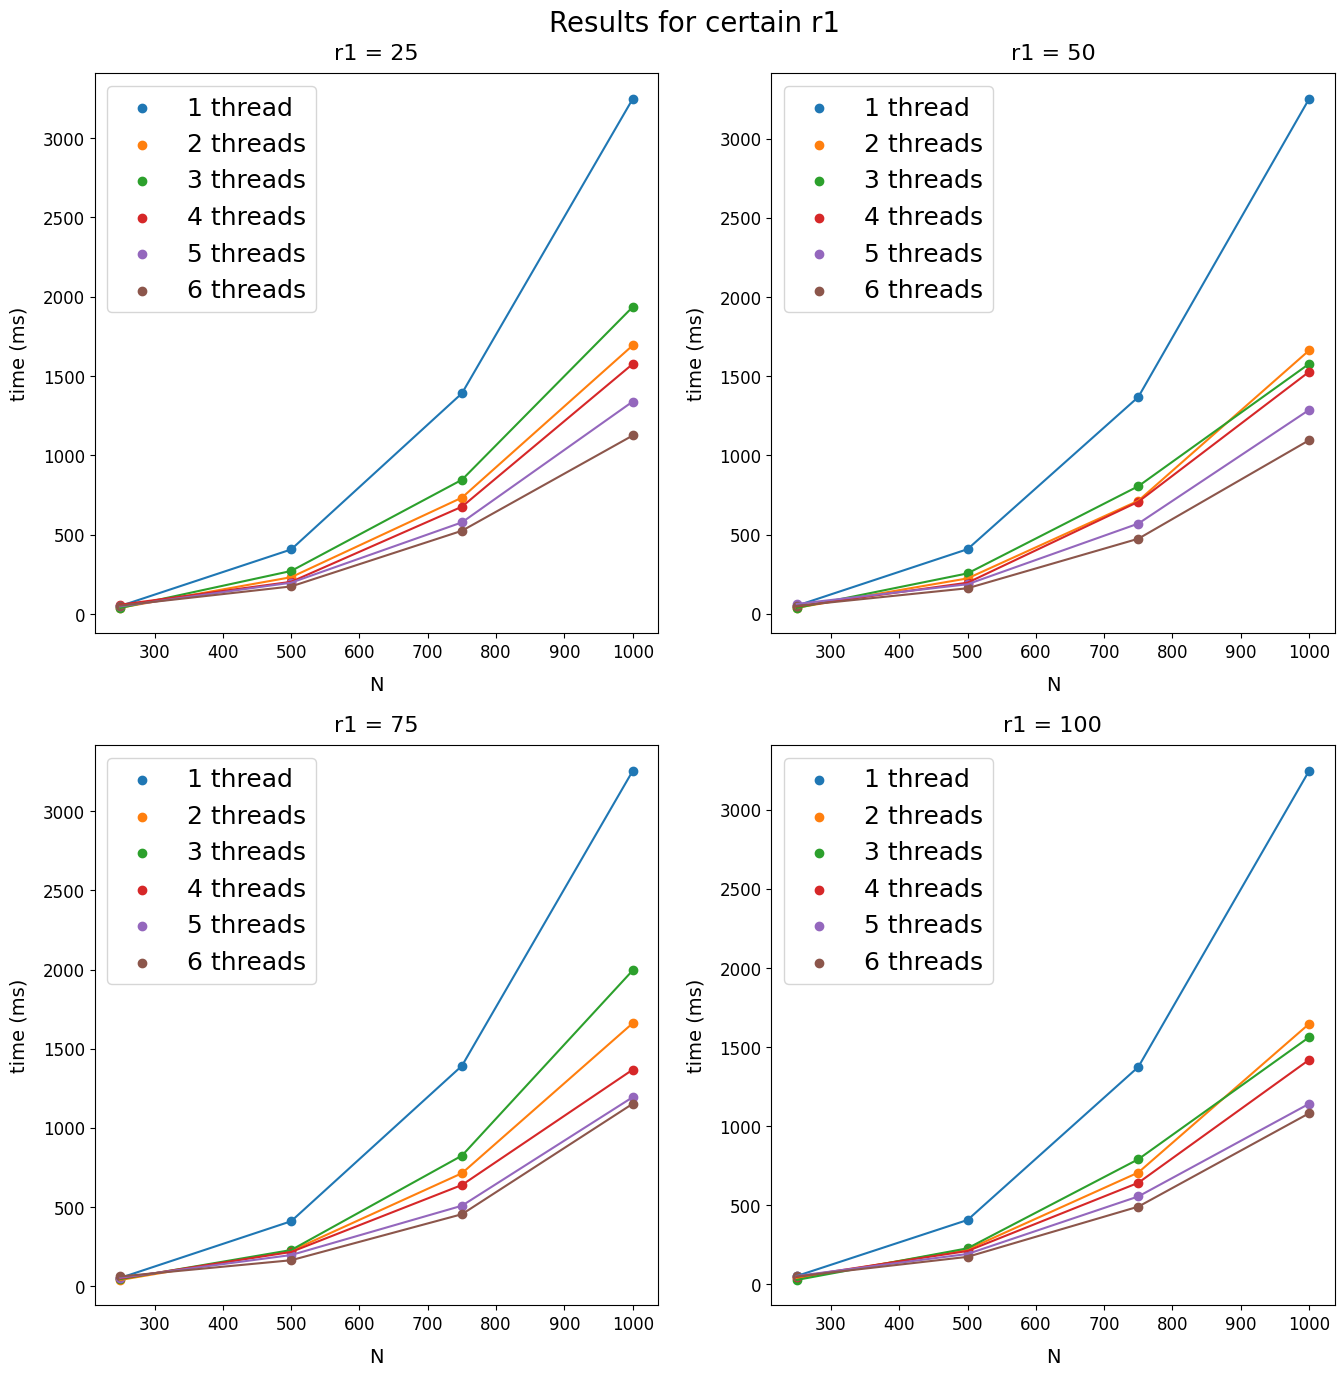 Results for certain r1
r1 = 25
1 thread
2 threads
3 threads
4 threads
5 threads
6 threads
3000
2500
2000
1500
1000
500
0
time (ms)
300 400 500 600 700 800 900 1000
N
r1 = 50
1 thread
2 threads
3 threads
4 threads
5 threads
6 threads
3000
2500
2000
1500
1000
500
0
time (ms)
300 400 500 600 700 800 900 1000
N
r1 = 75
1 thread
2 threads
3 threads
4 threads
5 threads
6 threads
3000
2500
2000
1500
1000
500
0
time (ms)
300 400 500 600 700 800 900 1000
N
r1 = 100
1 thread
2 threads
3 threads
4 threads
5 threads
6 threads
3000
2500
2000
1500
1000
500
0
time (ms)
300 400 500 600 700 800 900 1000
N